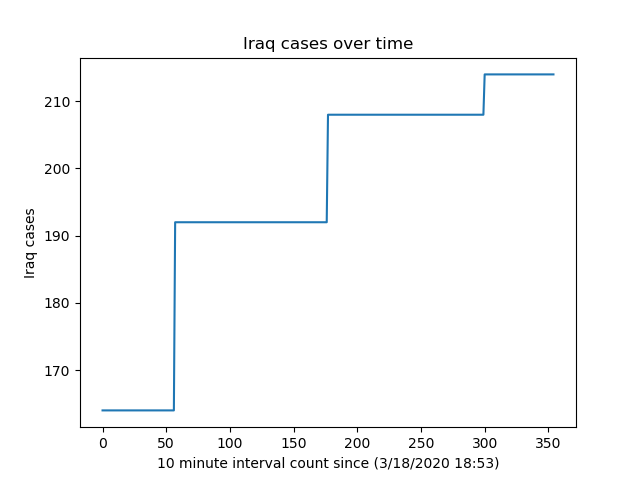 Iraq cases over time
210
200
190
180
170
Iraq cases
0 50 100 150 200 250 300 350
10 minute interval count since (3/18/2020 18:53)